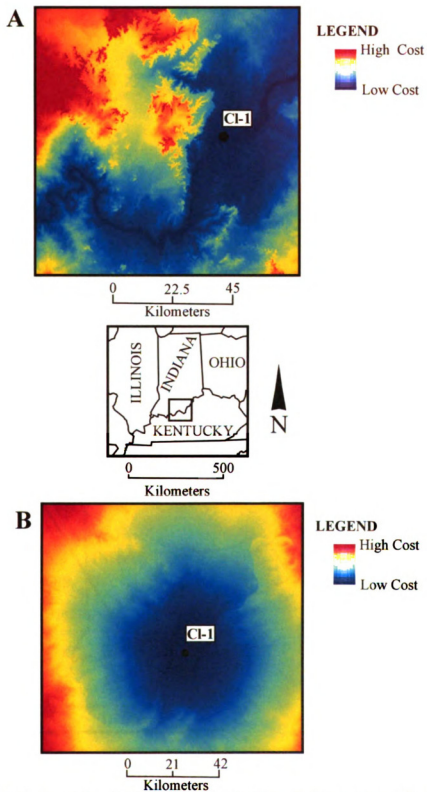 A
LEGEND
High Cost
Low Cost
Cl-1
0 22.5 45
Kilometers
ILLINOIS
INDIANA
OHIO
KENTUCKY
N
0 500
Kilometers
B
LEGEND
High Cost
Low Cost
Cl-1
0 21 42
Kilometers